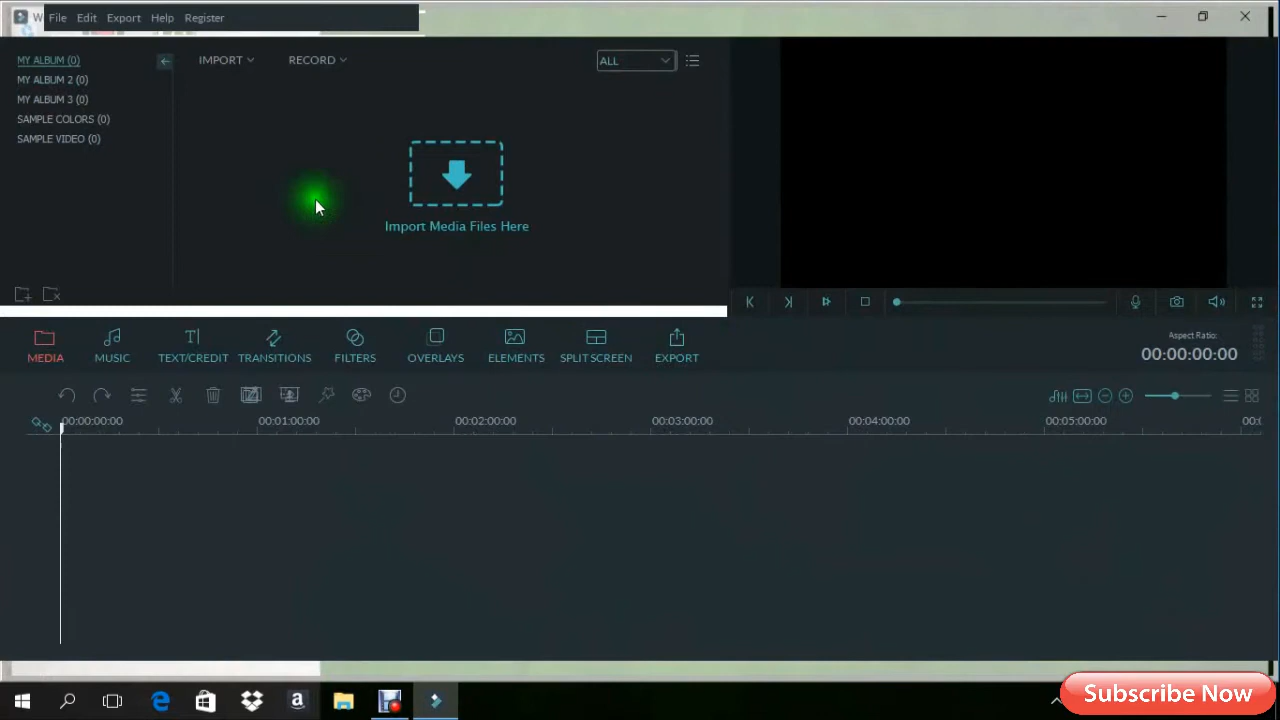 W File Edit Export Help Register
MY ALBUM (0)
IMPORT RECORD ALL
MY ALBUM 2 (0)
MY ALBUM 3 (0)
SAMPLE COLORS (0)
SAMPLE VIDEO (0)
Import Media Files Here
MEDIA MUSIC TEXT/CREDIT TRANSITIONS FILTERS OVERLAYS ELEMENTS SPLIT SCREEN EXPORT
Aspect Ratio:
00:00:00:00
00:00:00:00 00:01:00:00 00:02:00:00 00:03:00:00 00:04:00:00 00:05:00:00 00:0
Subscribe Now